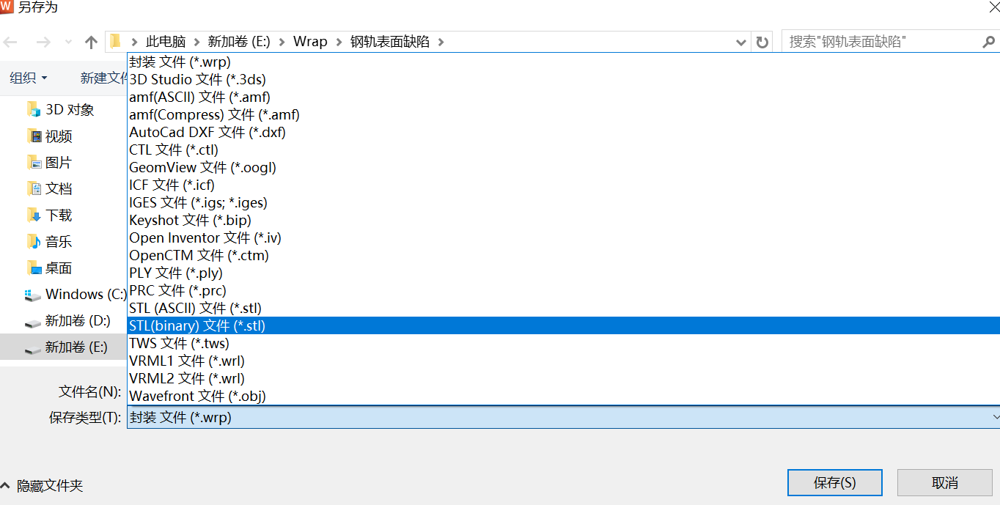 W 另存为
此电脑 新加卷 (E:) Wrap 钢轨表面缺陷
搜索"钢轨表面缺陷"
组织 新建文件
3D 对象
视频
图片
文档
下载
音乐
桌面
Windows (C:)
新加卷 (D:)
新加卷 (E:)
封装 文件 (*.wrp)
3D Studio 文件 (*.3ds)
amf(ASCII) 文件 (*.amf)
amf(Compress) 文件 (*.amf)
AutoCad DXF 文件 (*.dxf)
CTL 文件 (*.ctl)
GeomView 文件 (*.oogl)
ICF 文件 (*.icf)
IGES 文件 (*.igs; *.iges)
Keyshot 文件 (*.bip)
Open Inventor 文件 (*.iv)
OpenCTM 文件 (*.ctm)
PLY 文件 (*.ply)
PRC 文件 (*.prc)
STL (ASCII) 文件 (*.stl)
STL(binary) 文件 (*.stl)
TWS 文件 (*.tws)
VRML1 文件 (*.wrl)
VRML2 文件 (*.wrl)
Wavefront 文件 (*.obj)
文件名(N):
保存类型(T): 封装 文件 (*.wrp)
隐藏文件夹
保存(S) 取消